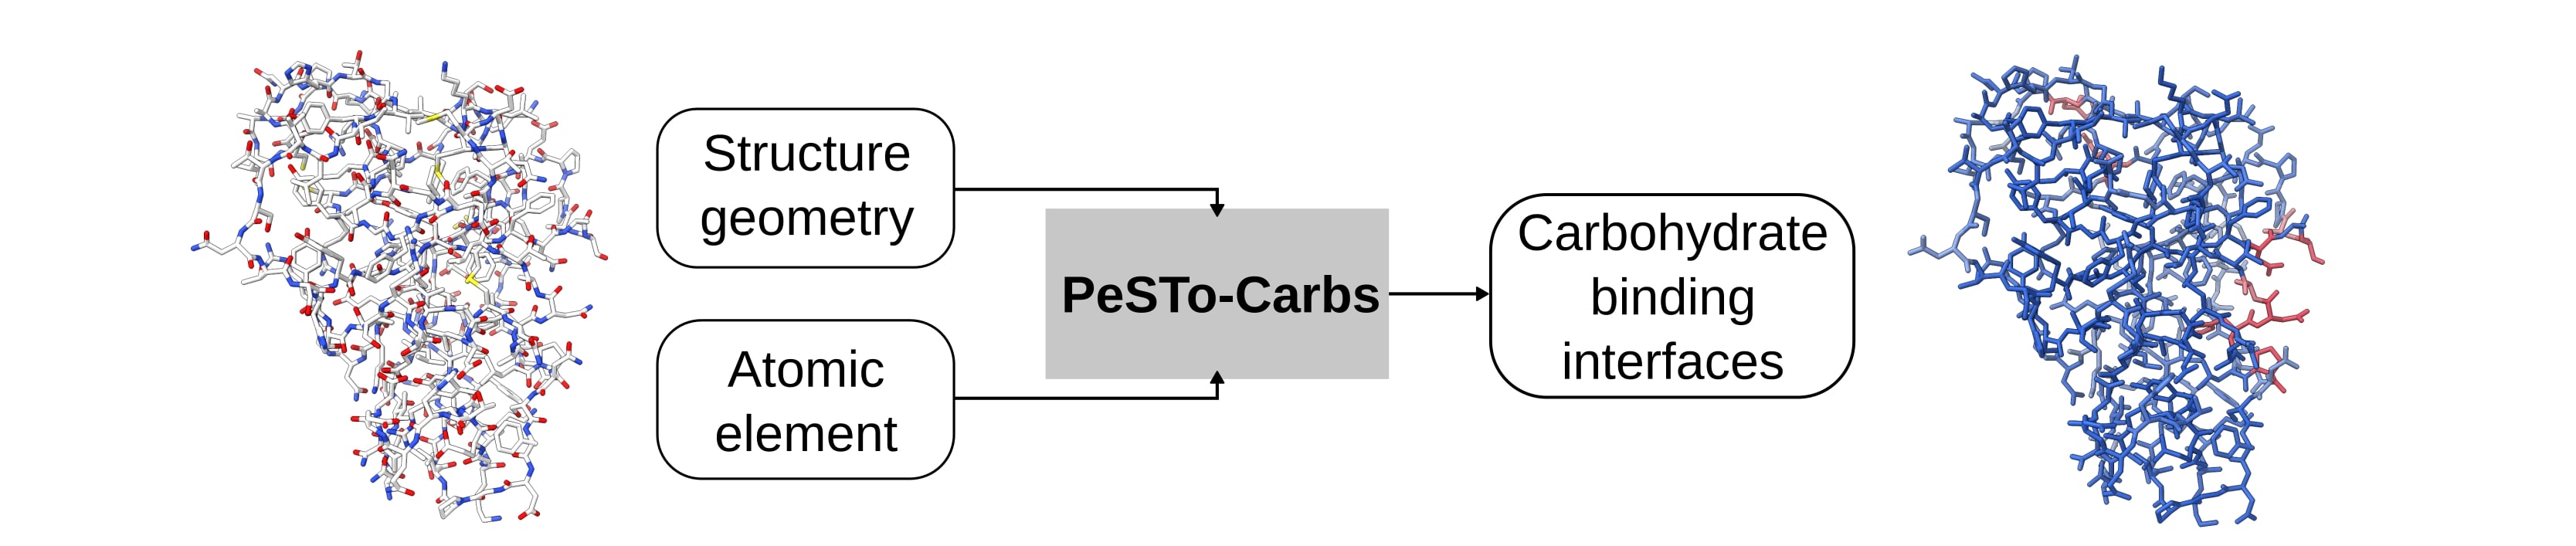 Structure
geometry
Atomic
element
PeSTo-Carbs
Carbohydrate
binding
interfaces